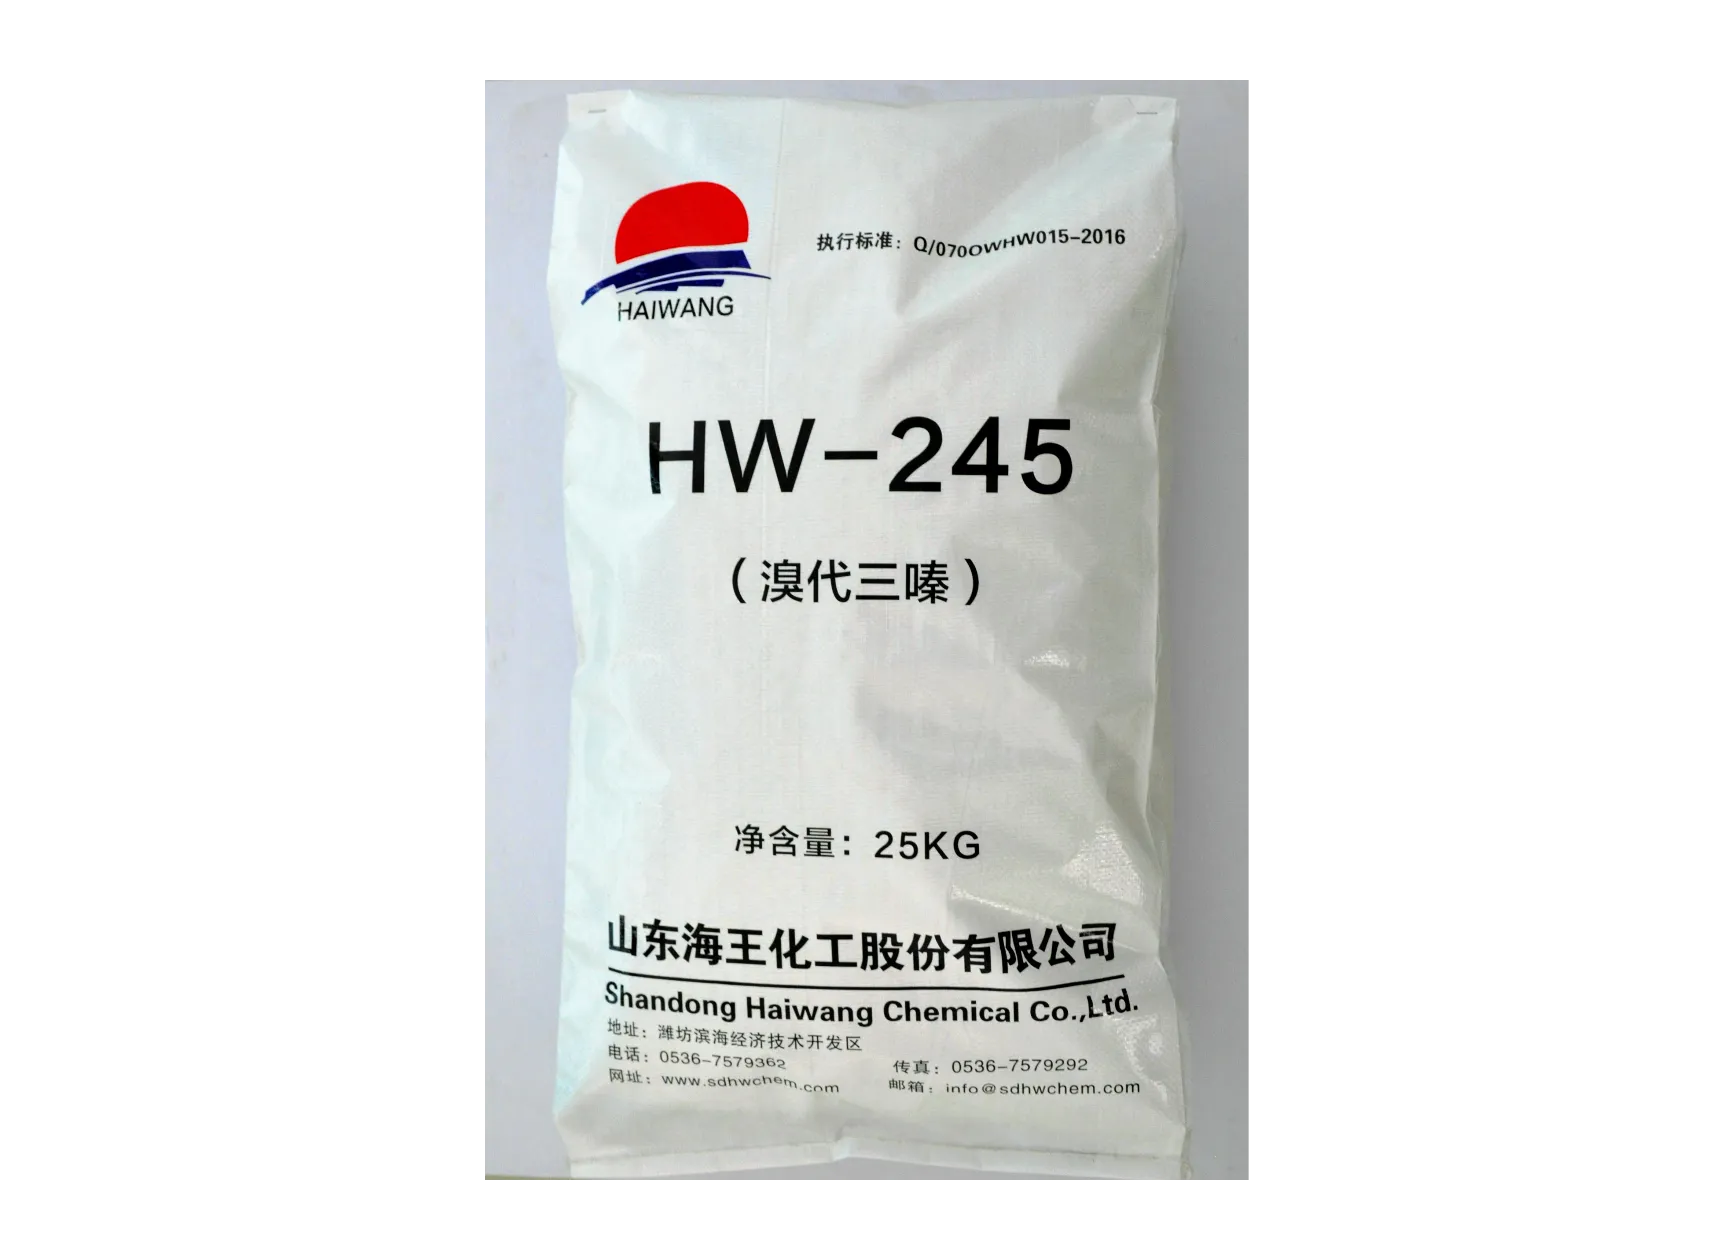 执行标准：Q/0700WHW015-2016
HAIWANG
HW-245
（溴代三嗪）
净含量：25KG
山东海王化工股份有限公司
Shandong Haiwang Chemical Co.,Ltd.
地址：潍坊滨海经济技术开发区
电话：0536-7579362 传真：0536-7579292
网址：www.sdhwchem.com 邮箱：info@sdhwchem.com